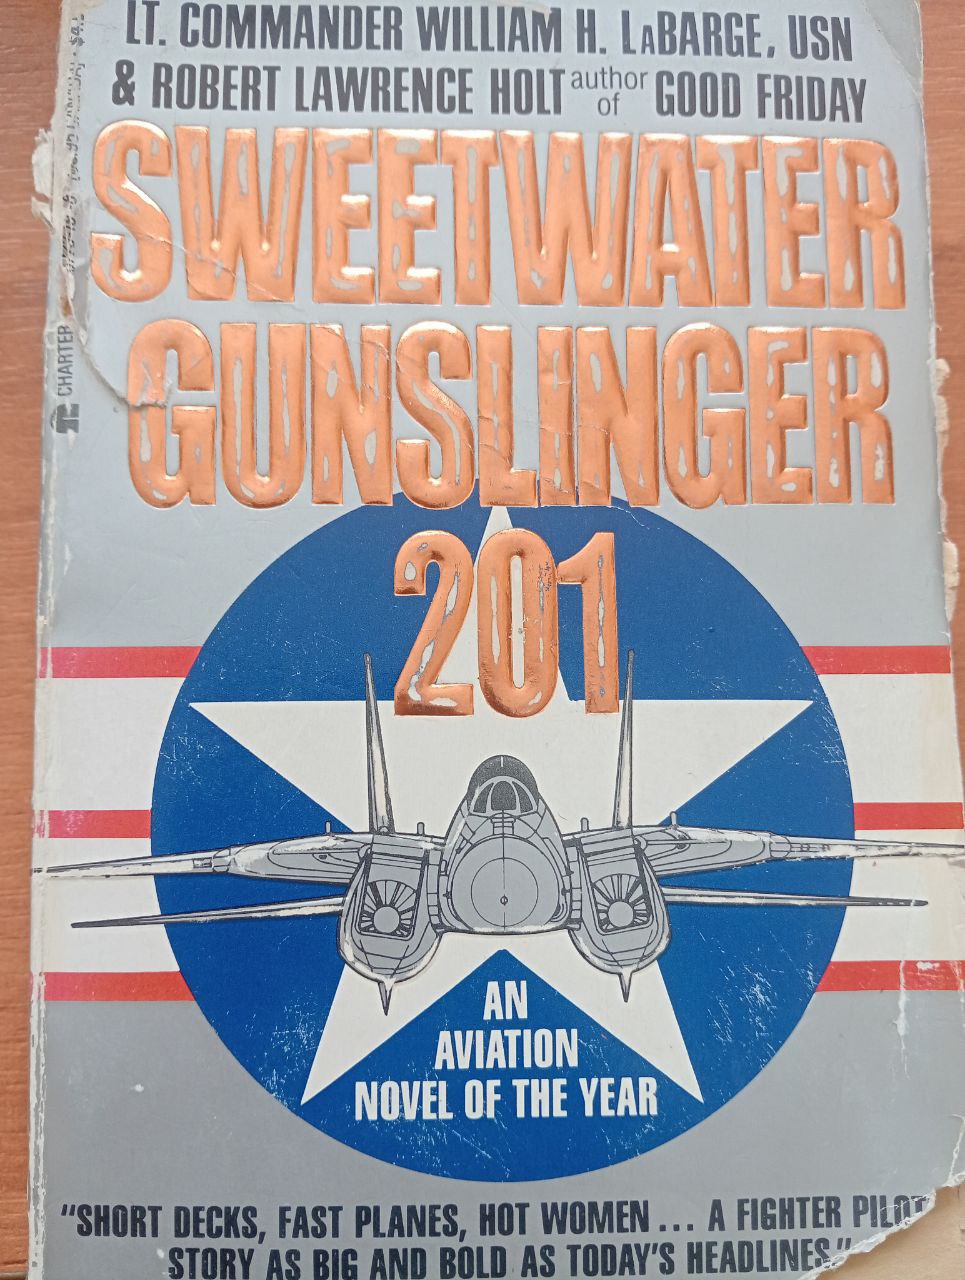 LT. COMMANDER WILLIAM H. LABARGE, USN
& ROBERT LAWRENCE HOLT author of GOOD FRIDAY
SWEETWATER
GUNSLINGER
201
CHARTER
AN
AVIATION
NOVEL OF THE YEAR
“SHORT DECKS, FAST PLANES, HOT WOMEN ... A FIGHTER PILOT
STORY AS BIG AND BOLD AS TODAY’S HEADLINES.”